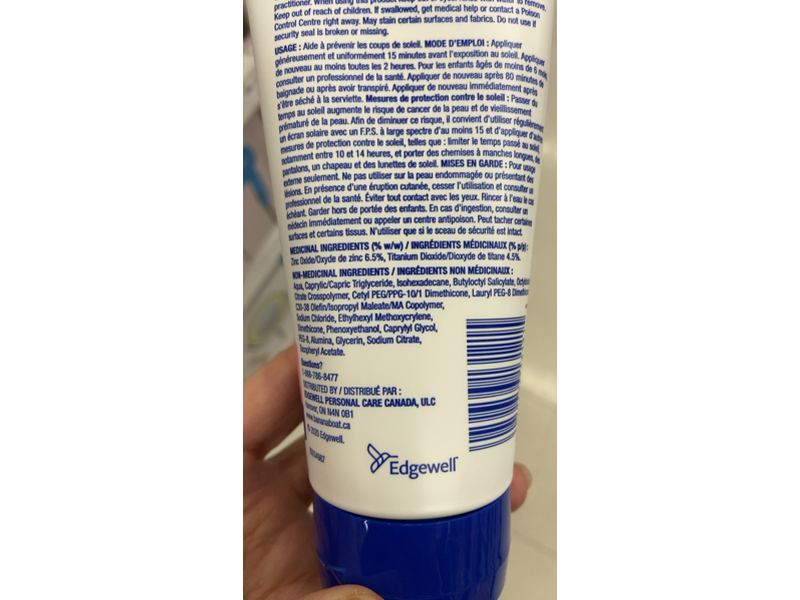 practitioner. When using this product
Keep out of reach of children. If swallowed, get medical help or contact a Poison
Control Centre right away. May stain certain surfaces and fabrics. Do not use if
security seal is broken or missing.
USAGE : Aide à prévenir les coups de soleil. MODE D'EMPLOI : Appliquer
généreusement et uniformément 15 minutes avant l'exposition au soleil. Appliquer
de nouveau au moins toutes les 2 heures. Pour les enfants âgés de moins de 6 mois,
consulter un professionnel de la santé. Appliquer de nouveau après 80 minutes de
baignade ou après avoir transpiré. Appliquer de nouveau immédiatement après
s'être séché à la serviette. Mesures de protection contre le soleil : Passer du
temps au soleil augmente le risque de cancer de la peau et de vieillissement
prématuré de la peau. Afin de diminuer ce risque, il convient d'utiliser régulièrement
un écran solaire avec un F.P.S. à large spectre d'au moins 15 et d'appliquer d'autres
mesures de protection contre le soleil, telles que : limiter le temps passé au soleil,
notamment entre 10 et 14 heures, et porter des chemises à manches longues, des
pantalons, un chapeau et des lunettes de soleil. MISES EN GARDE : Pour usage
externe seulement. Ne pas utiliser sur la peau endommagée ou présentant des
lésions. En présence d'une éruption cutanée, cesser l'utilisation et consulter un
professionnel de la santé. Éviter tout contact avec les yeux. Rincer à l'eau le cas
échéant. Garder hors de portée des enfants. En cas d'ingestion, consulter un
médecin immédiatement ou appeler un centre antipoison. Peut tacher certaines
surfaces et certains tissus. N'utiliser que si le sceau de sécurité est intact.
MEDICINAL INGREDIENTS (% w/w) / INGRÉDIENTS MÉDICINAUX (% p/p) :
Zinc Oxide/Oxyde de zinc 6.5%, Titanium Dioxide/Dioxyde de titane 4.5%.
NON-MEDICINAL INGREDIENTS / INGRÉDIENTS NON MÉDICINAUX :
Aqua, Caprylic/Capric Triglyceride, Isohexadecane, Butyloctyl Salicylate,
Citrate Crosspolymer, Cetyl PEG/PPG-10/1 Dimethicone, Lauryl PEG-8 Dimethicone
C30-38 Olefin/Isopropyl Maleate/MA Copolymer,
Sodium Chloride, Ethylhexyl Methoxycrylene,
Dimethicone, Phenoxyethanol, Caprylyl Glycol,
PEG-8, Alumina, Glycerin, Sodium Citrate,
Tocopheryl Acetate.
Questions?
1-888-786-8477
DISTRIBUTED BY / DISTRIBUÉ PAR :
EDGEWELL PERSONAL CARE CANADA, ULC
Hanover, ON N4N 0B1
www.bananaboat.ca
© 2020 Edgewell.
Edgewell